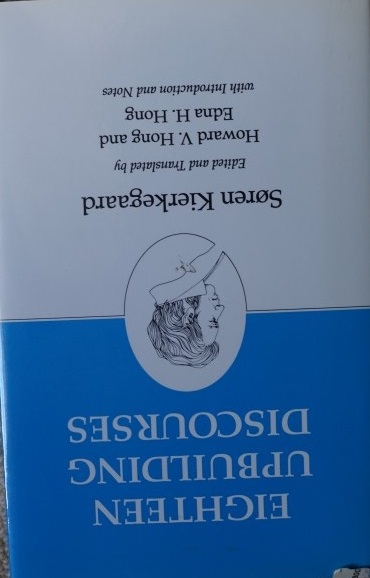 EIGHTEEN
UPBUILDING
DISCOURSES
Søren Kierkegaard
Edited and Translated by
Howard V. Hong and
Edna H. Hong
with Introduction and Notes